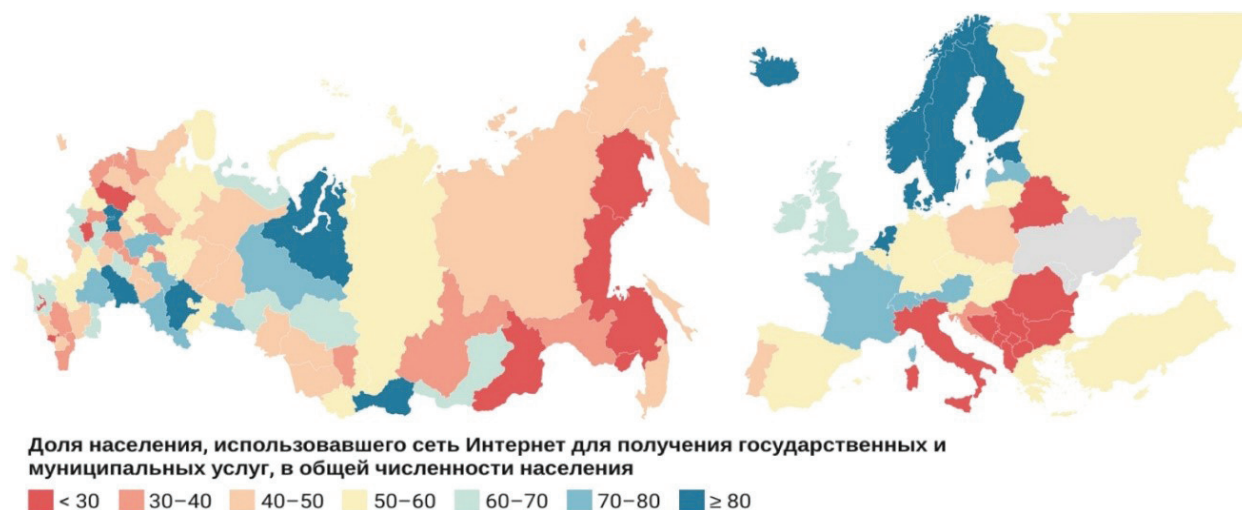 Доля населения, использовавшего сеть Интернет для получения государственных и
муниципальных услуг, в общей численности населения
< 30 30–40 40–50 50–60 60–70 70–80 ≥ 80